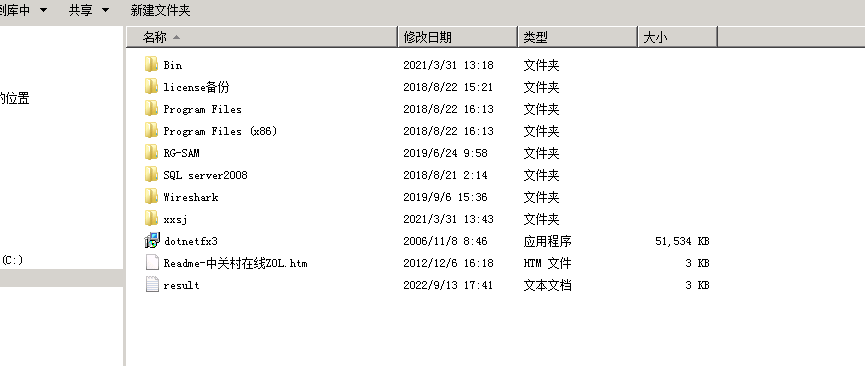 到库中 共享 新建文件夹
名称 修改日期 类型 大小
Bin 2021/3/31 13:18 文件夹
license备份 2018/8/22 15:21 文件夹
的位置
Program Files 2018/8/22 16:13 文件夹
Program Files (x86) 2018/8/22 16:13 文件夹
RG-SAM 2019/6/24 9:58 文件夹
SQL server2008 2018/8/21 2:14 文件夹
Wireshark 2019/9/6 15:36 文件夹
xxsj 2021/3/31 13:43 文件夹
dotnetfx3 2006/11/8 8:46 应用程序 51,534 KB
(C:)
Readme-中关村在线ZOL.htm 2012/12/6 16:18 HTM 文件 3 KB
result 2022/9/13 17:41 文本文档 3 KB